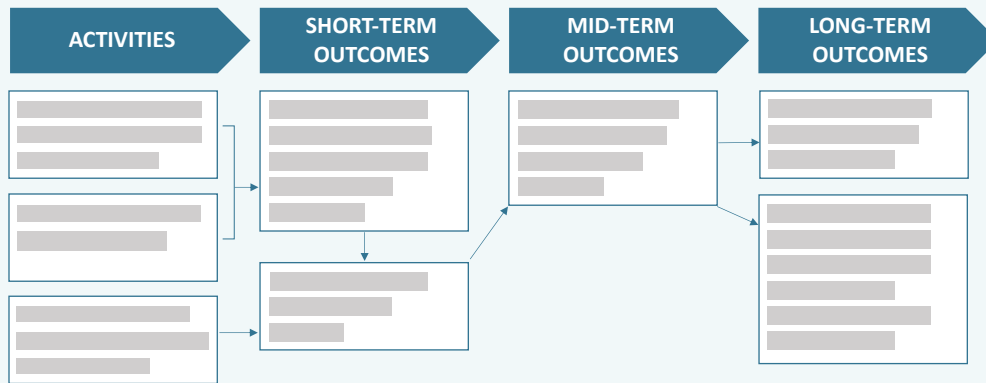 ACTIVITIES
SHORT-TERM
OUTCOMES
MID-TERM
OUTCOMES
LONG-TERM
OUTCOMES